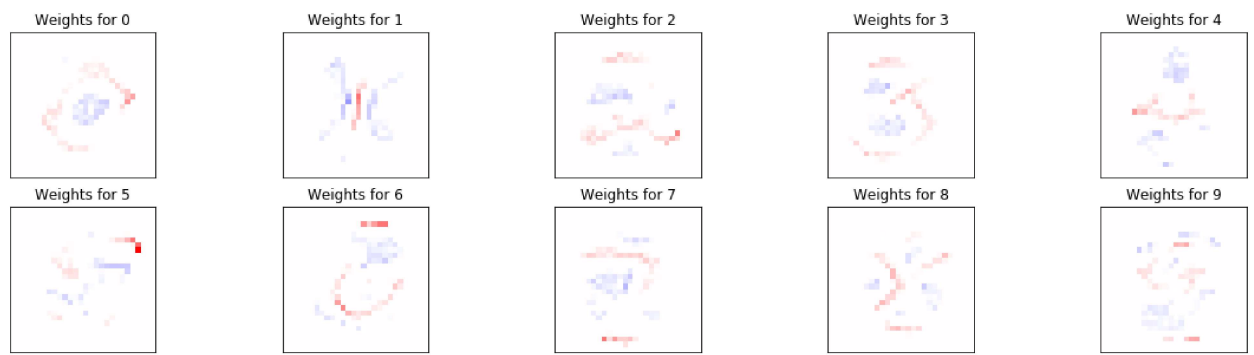 Weights for 0
Weights for 1
Weights for 2
Weights for 3
Weights for 4
Weights for 5
Weights for 6
Weights for 7
Weights for 8
Weights for 9